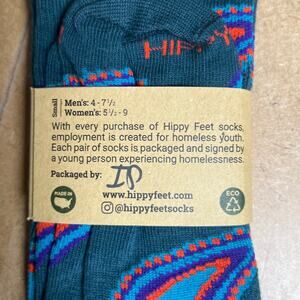 HIPPY
Small
Men's: 4 - 7 1/2
Women's: 5 1/2 - 9
With every purchase of Hippy Feet socks,
employment is created for homeless youth.
Each pair of socks is packaged and signed by
a young person experiencing homelessness.
Packaged by:
www.hippyfeet.com
@hippyfeetsocks
MADE IN
ECO